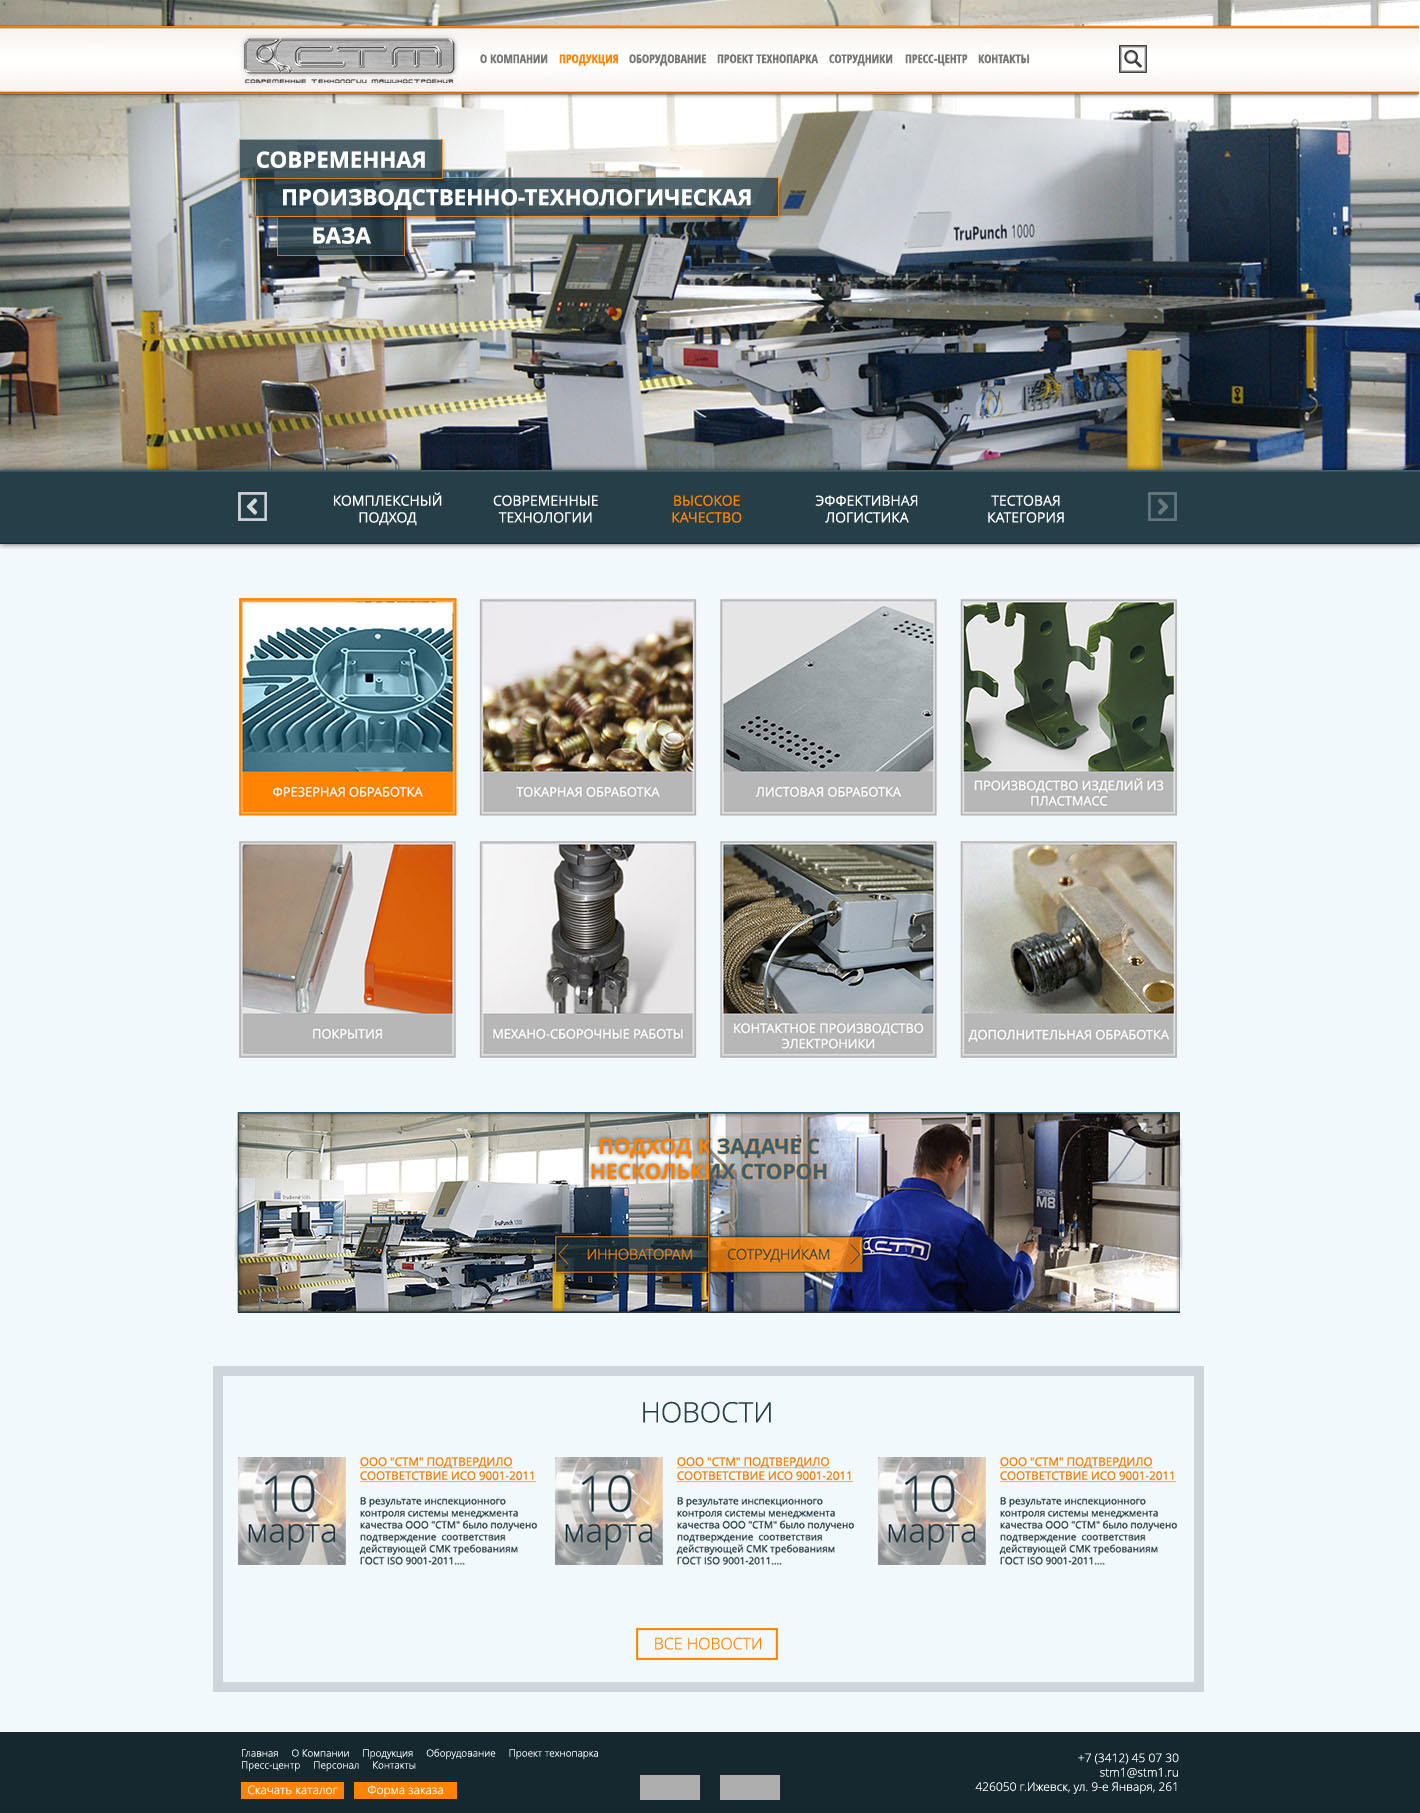 СТМ
СОВРЕМЕННЫЕ ТЕХНОЛОГИИ МАШИНОСТРОЕНИЯ
О КОМПАНИИ ПРОДУКЦИЯ ОБОРУДОВАНИЕ ПРОЕКТ ТЕХНОПАРКА СОТРУДНИКИ ПРЕСС-ЦЕНТР КОНТАКТЫ
СОВРЕМЕННАЯ
ПРОИЗВОДСТВЕННО-ТЕХНОЛОГИЧЕСКАЯ
БАЗА
TruPunch 1000
КОМПЛЕКСНЫЙ
ПОДХОД
СОВРЕМЕННЫЕ
ТЕХНОЛОГИИ
ВЫСОКОЕ
КАЧЕСТВО
ЭФФЕКТИВНАЯ
ЛОГИСТИКА
ТЕСТОВАЯ
КАТЕГОРИЯ
ФРЕЗЕРНАЯ ОБРАБОТКА
ТОКАРНАЯ ОБРАБОТКА
ЛИСТОВАЯ ОБРАБОТКА
ПРОИЗВОДСТВО ИЗДЕЛИЙ ИЗ
ПЛАСТМАСС
ПОКРЫТИЯ
МЕХАНО-СБОРОЧНЫЕ РАБОТЫ
КОНТАКТНОЕ ПРОИЗВОДСТВО
ЭЛЕКТРОНИКИ
ДОПОЛНИТЕЛЬНАЯ ОБРАБОТКА
ПОДХОД К ЗАДАЧЕ С
НЕСКОЛЬКИХ СТОРОН
TruPunch 1000
M8
СТМ
ИННОВАТОРАМ
СОТРУДНИКАМ
НОВОСТИ
10
марта
ООО "СТМ" ПОДТВЕРДИЛО
СООТВЕТСТВИЕ ИСО 9001-2011
В результате инспекционного
контроля системы менеджмента
качества ООО "СТМ" было получено
подтверждение соответствия
действующей СМК требованиям
ГОСТ ISO 9001-2011....
10
марта
ООО "СТМ" ПОДТВЕРДИЛО
СООТВЕТСТВИЕ ИСО 9001-2011
В результате инспекционного
контроля системы менеджмента
качества ООО "СТМ" было получено
подтверждение соответствия
действующей СМК требованиям
ГОСТ ISO 9001-2011....
10
марта
ООО "СТМ" ПОДТВЕРДИЛО
СООТВЕТСТВИЕ ИСО 9001-2011
В результате инспекционного
контроля системы менеджмента
качества ООО "СТМ" было получено
подтверждение соответствия
действующей СМК требованиям
ГОСТ ISO 9001-2011....
ВСЕ НОВОСТИ
Главная О Компании Продукция Оборудование Проект технопарка
Пресс-центр Персонал Контакты
Скачать каталог
Форма заказа
+7 (3412) 45 07 30
stm1@stm1.ru
426050 г.Ижевск, ул. 9-е Января, 261